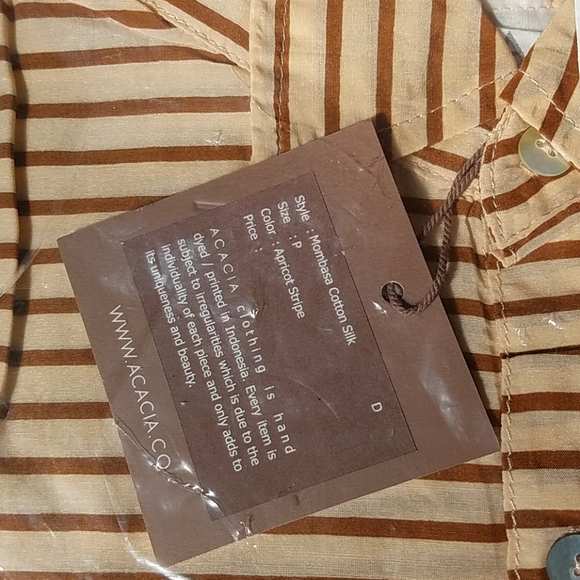 Style : Mombasa Cotton Silk
Size : P
Color : Apricot Stripe
Price :
D
ACACIA clothing is hand
dyed / printed in Indonesia. Every item is
subject to irregularities which is due to the
individuality of each piece and only adds to
its uniqueness and beauty.
WWW.ACACIA.CO